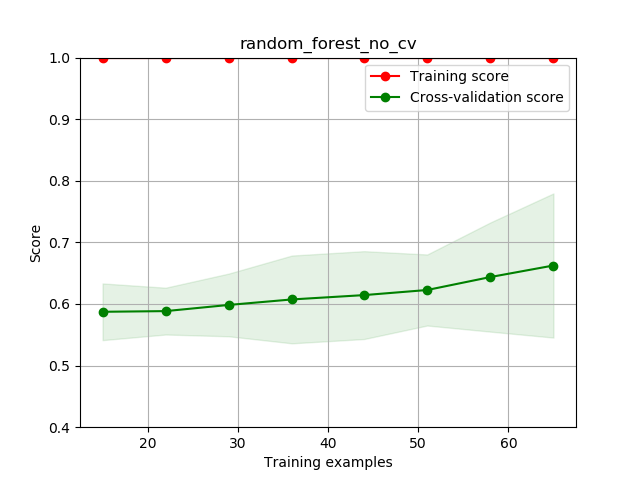 random_forest_no_cv
1.0
Training score
Cross-validation score
0.9
0.8
0.7
0.6
0.5
0.4
Score
20 30 40 50 60
Training examples